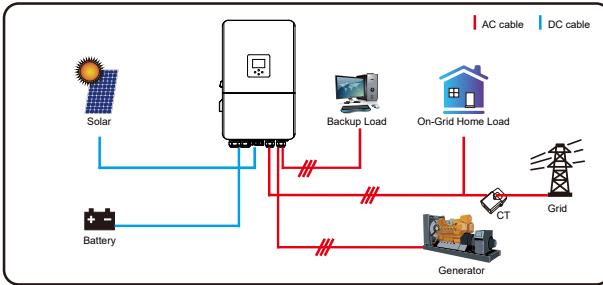 AC cable
DC cable
Solar
Backup Load
On-Grid Home Load
CT
Grid
Battery
Generator